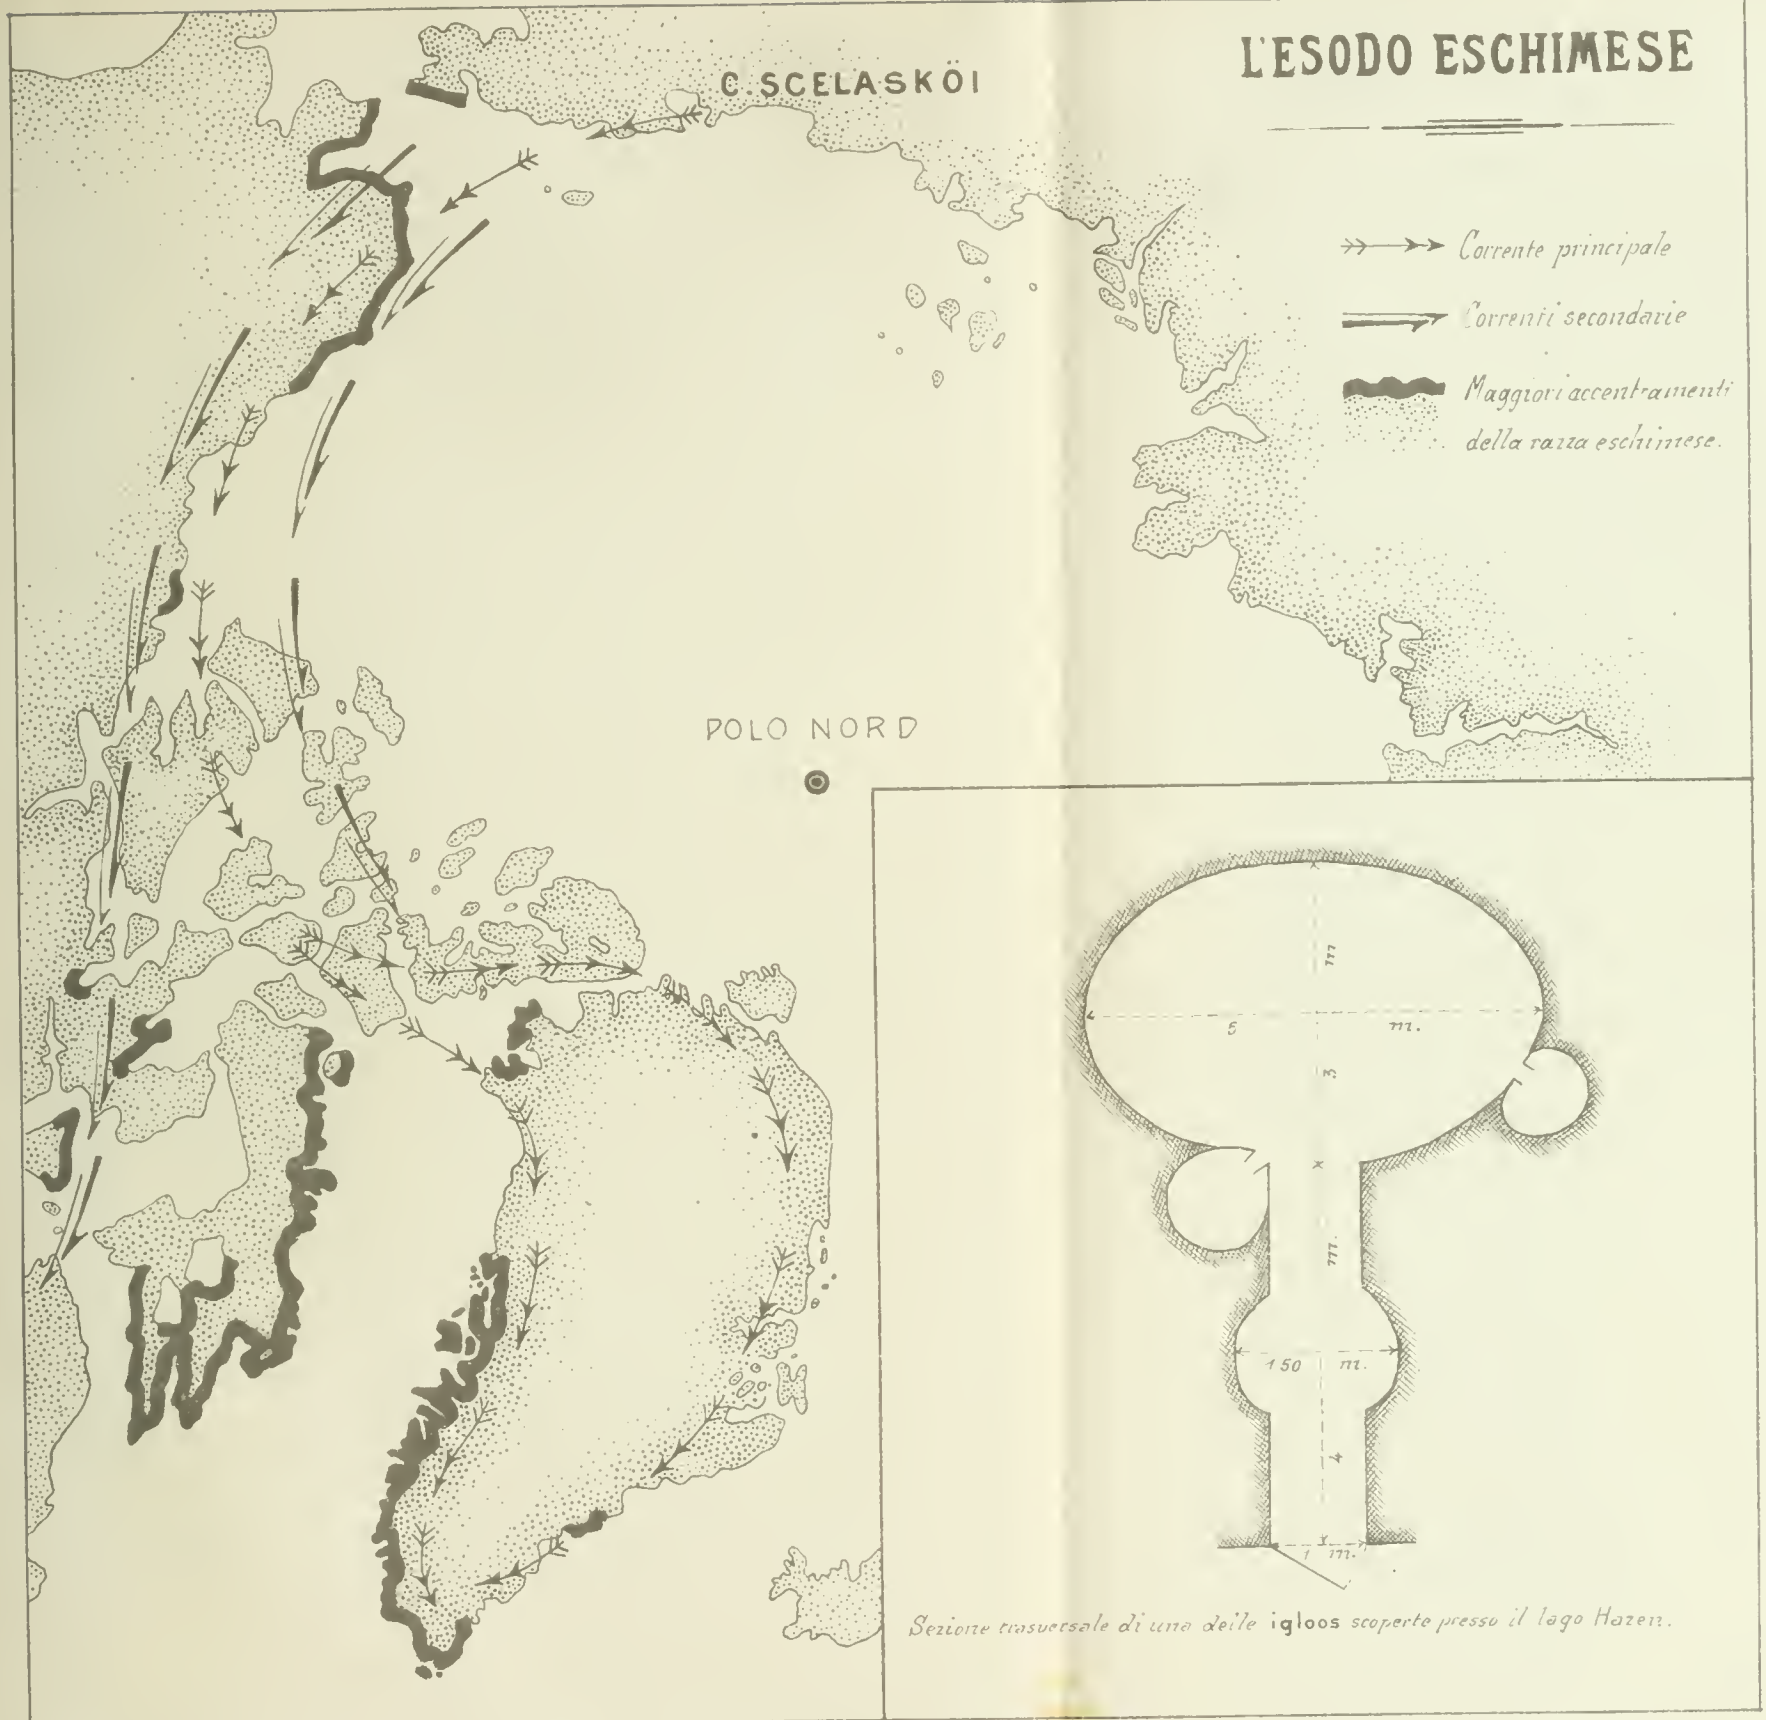 L'ESODO ESCHIMESE
C. SCELASKÖI
Corrente principale
Correnti secondarie
Maggiori accentramenti
della razza eschimese.
POLO NORD
m
5 m.
3
m.
1 50 m.
4
1 m.
Sezione trasversale di una delle igloos scoperte presso il lago Hazen.